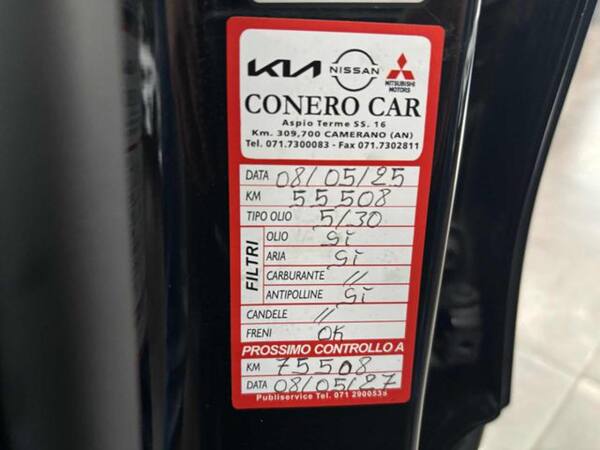 KIA NISSAN MITSUBISHI MOTORS
CONERO CAR
Aspio Terme SS. 16
Km. 309,700 CAMERANO (AN)
Tel. 071.7300083 - Fax 071.7302811
DATA 08/05/25
KM 55508
TIPO OLIO 5/30
FILTRI
OLIO Si
ARIA Si
CARBURANTE //
ANTIPOLLINE Si
CANDELE //
FRENI OK
PROSSIMO CONTROLLO A
KM 75508
DATA 08/05/27
Publiservice Tel. 071 2900535